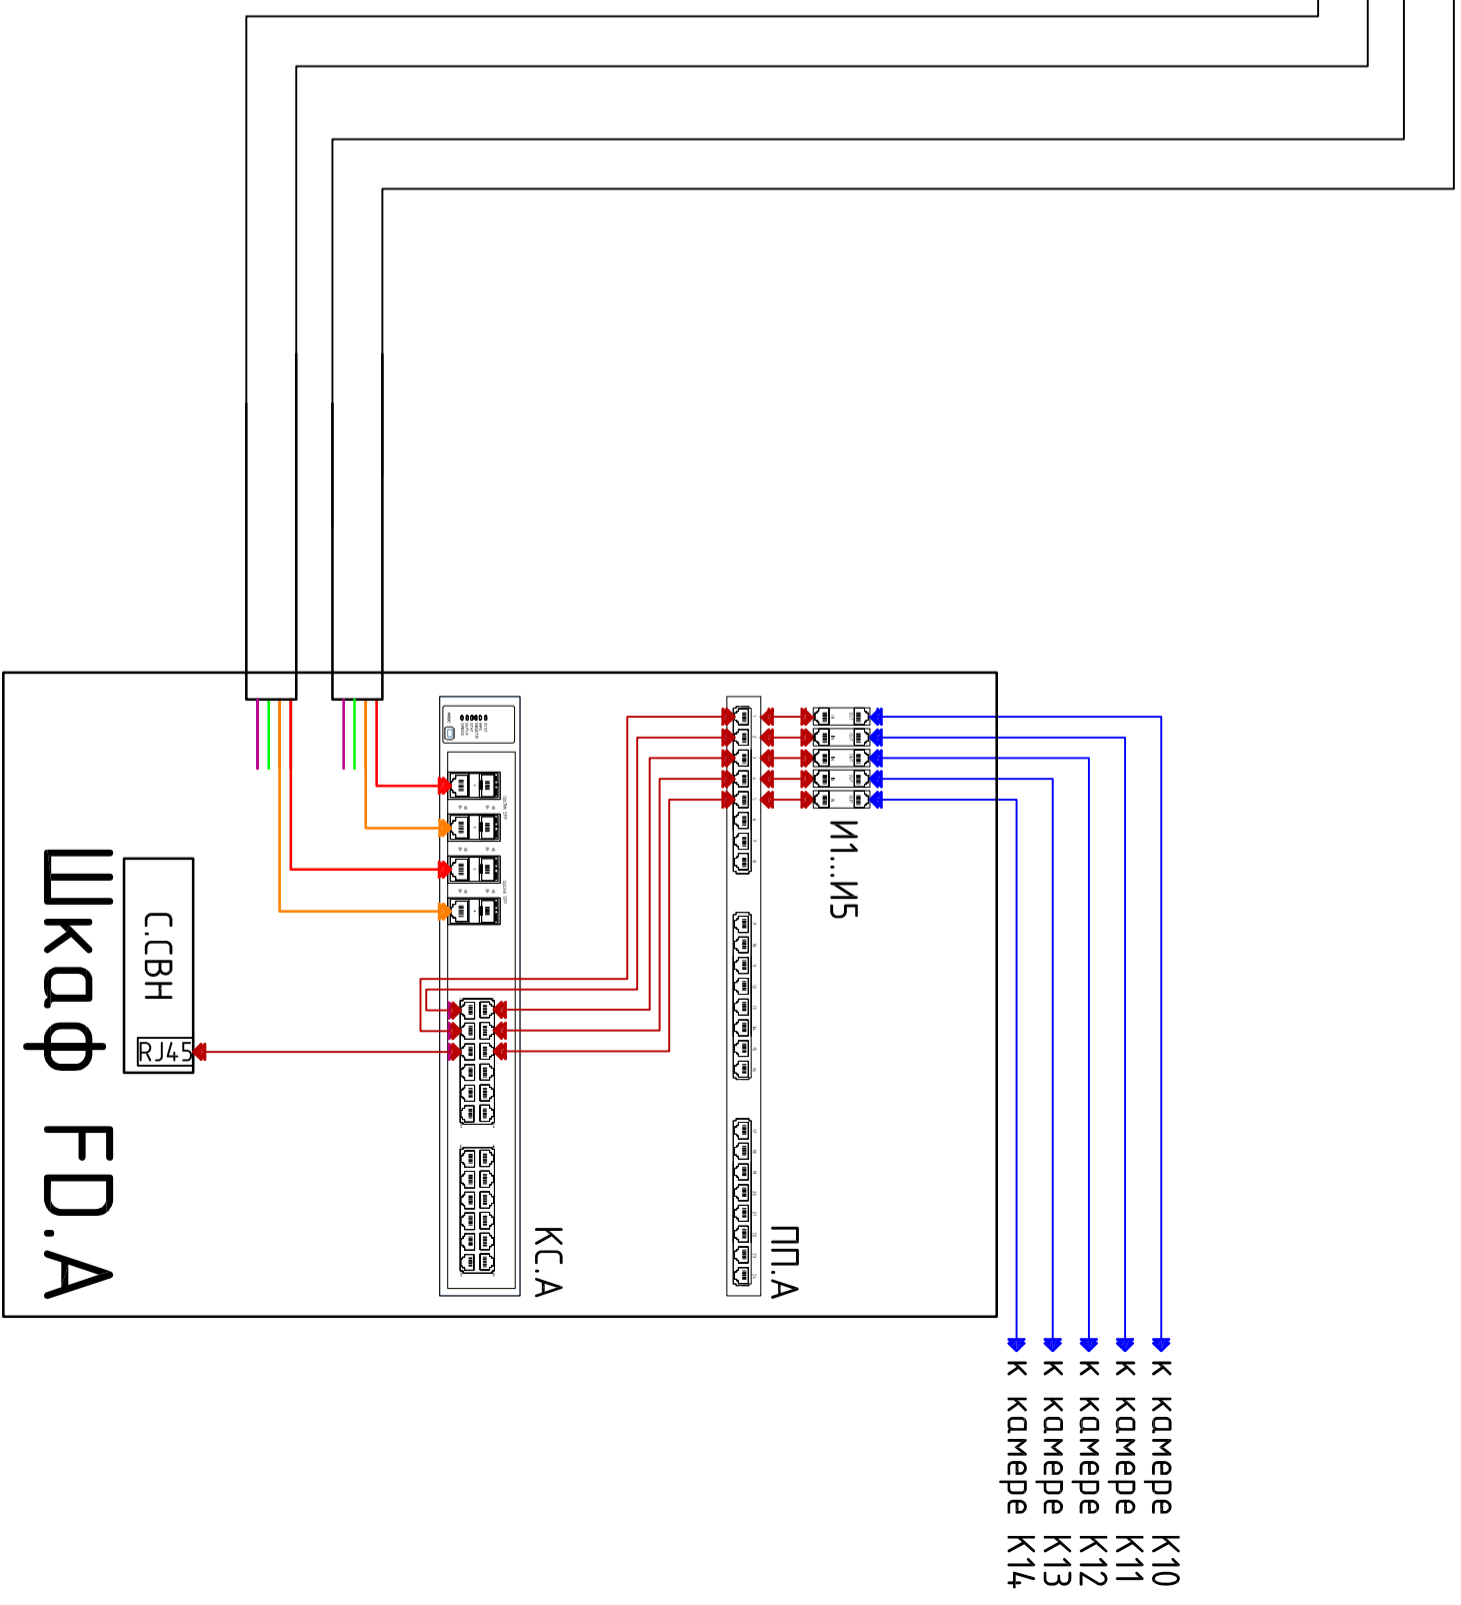 к камере К10
к камере К11
к камере К12
к камере К13
к камере К14
И1...И5
ПП.А
КС.А
С.СВН
RJ45
Шкаф FD.A